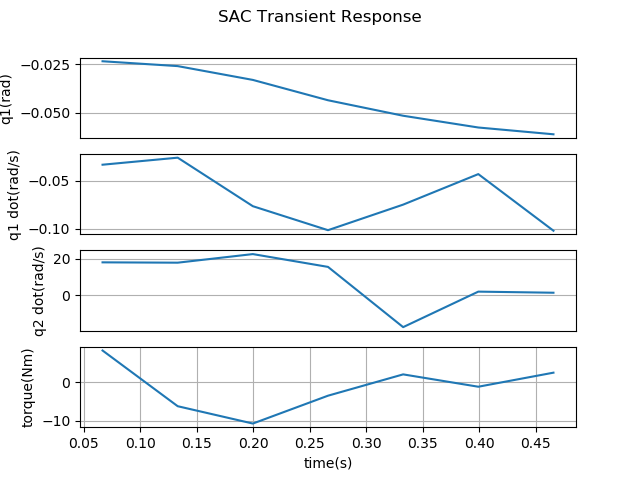 SAC Transient Response
q1(rad)
−0.025
−0.050
q1 dot(rad/s)
−0.05
−0.10
q2 dot(rad/s)
20
0
torque(Nm)
0
−10
0.05 0.10 0.15 0.20 0.25 0.30 0.35 0.40 0.45
time(s)